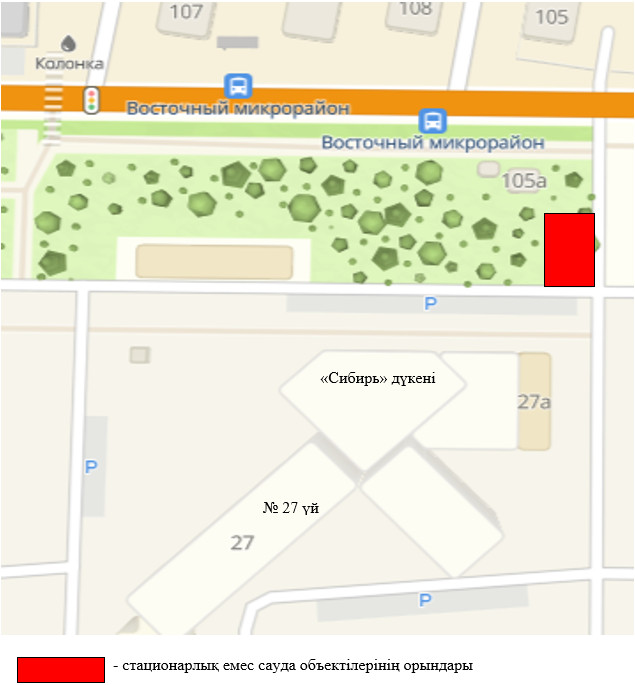 107
108
105
Колонка
Восточный микрорайон
Восточный микрорайон
105а
P
«Сибирь» дүкені
27а
P
№ 27 үй
27
P
- стационарлық емес сауда объектілерінің орындары